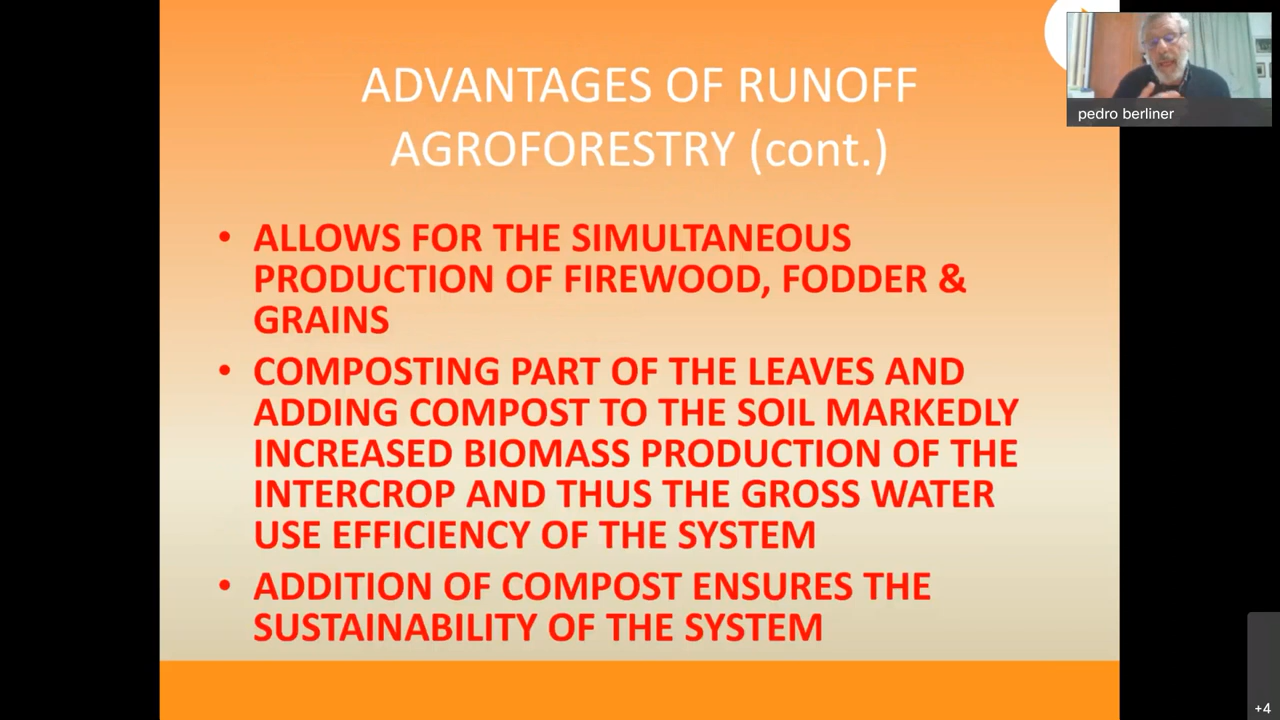 ADVANTAGES OF RUNOFF
AGROFORESTRY (cont.)
• ALLOWS FOR THE SIMULTANEOUS
PRODUCTION OF FIREWOOD, FODDER &
GRAINS
• COMPOSTING PART OF THE LEAVES AND
ADDING COMPOST TO THE SOIL MARKEDLY
INCREASED BIOMASS PRODUCTION OF THE
INTERCROP AND THUS THE GROSS WATER
USE EFFICIENCY OF THE SYSTEM
• ADDITION OF COMPOST ENSURES THE
SUSTAINABILITY OF THE SYSTEM
pedro berliner
+4